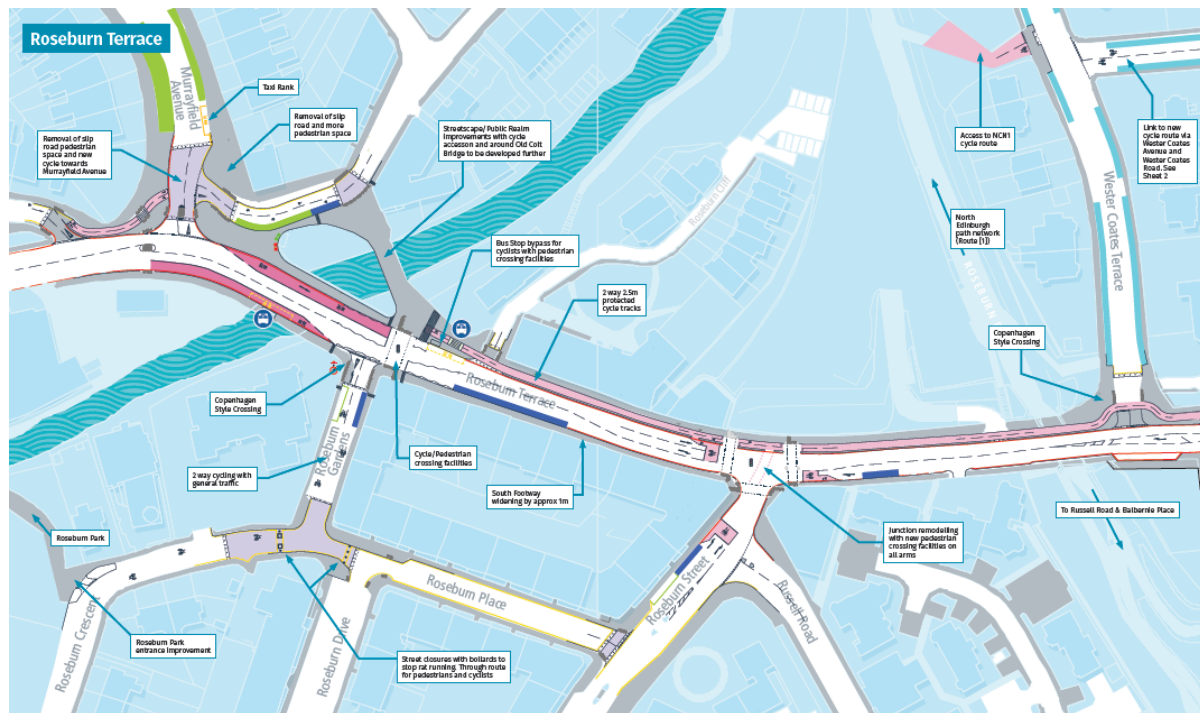 Roseburn Terrace
Murrayfield
Avenue
Taxi Rank
Removal of slip
road pedestrian
space and new
cycle towards
Murrayfield Avenue
Removal of slip
road and more
pedestrian space
Streetscape/ Public Realm
improvements with cycle
accesson and around Old Colt
Bridge to be developed further
Bus Stop bypass for
cyclists with pedestrian
crossing facilities
Roseburn Cliff
2 way 2.5m
protected
cycle tracks
Access to NCN1
cycle route
Link to new
cycle route via
Wester Coates
Avenue and
Wester Coates
Road. See
Sheet 2
North
Edinburgh
path network
(Route [1])
ROSEBURN
Wester Coates Terrace
Copenhagen
Style Crossing
Copenhagen
Style Crossing
Roseburn Terrace
Roseburn
Gardens
Cycle/Pedestrian
crossing facilities
2 way cycling with
general traffic
South Footway
widening by approx 1m
To Russell Road & Balbernie Place
Junction remodelling
with new pedestrian
crossing facilities on
all arms
Roseburn Park
Roseburn Place
Roseburn Street
Russell Road
Roseburn Crescent
Roseburn Park
entrance improvement
Roseburn Drive
Street closures with bollards to
stop rat running. Through route
for pedestrians and cyclists